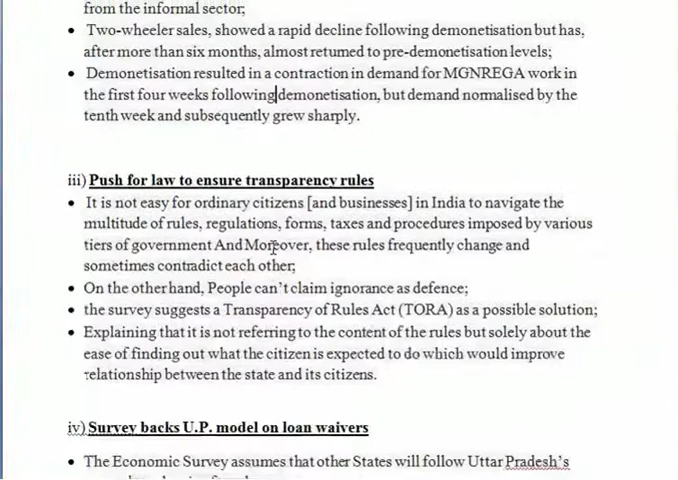 from the informal sector;
• Two-wheeler sales, showed a rapid decline following demonetisation but has,
after more than six months, almost returned to pre-demonetisation levels;
• Demonetisation resulted in a contraction in demand for MGNREGA work in
the first four weeks following demonetisation, but demand normalised by the
tenth week and subsequently grew sharply.
iii) Push for law to ensure transparency rules
• It is not easy for ordinary citizens [and businesses] in India to navigate the
multitude of rules, regulations, forms, taxes and procedures imposed by various
tiers of government And Moreover, these rules frequently change and
sometimes contradict each other;
• On the other hand, People can't claim ignorance as defence;
• the survey suggests a Transparency of Rules Act (TORA) as a possible solution;
• Explaining that it is not referring to the content of the rules but solely about the
ease of finding out what the citizen is expected to do which would improve
relationship between the state and its citizens.
iv) Survey backs U.P. model on loan waivers
• The Economic Survey assumes that other States will follow Uttar Pradesh's